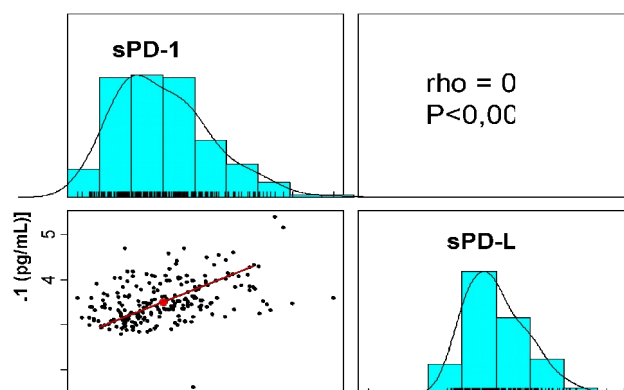 sPD-1
rho = 0
P<0,00
.1 (pg/mL)]
5
sPD-L
4